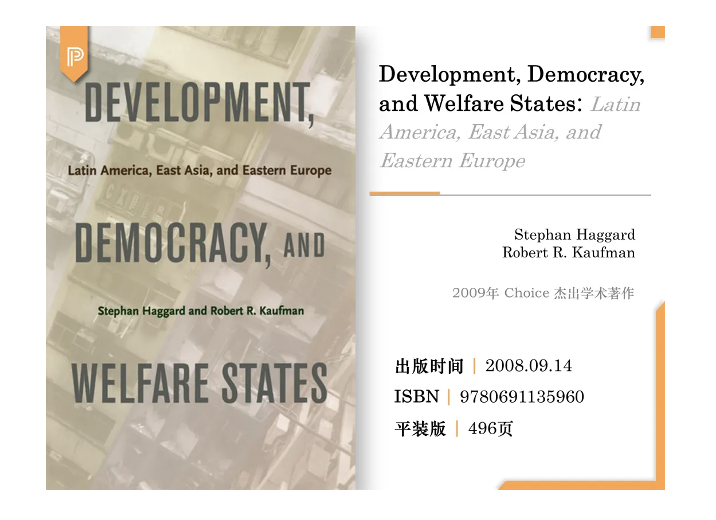 DEVELOPMENT,
Latin America, East Asia, and Eastern Europe
DEMOCRACY, AND
Stephan Haggard and Robert R. Kaufman
WELFARE STATES
Development, Democracy,
and Welfare States: Latin
America, East Asia, and
Eastern Europe
Stephan Haggard
Robert R. Kaufman
2009年 Choice 杰出学术著作
出版时间 | 2008.09.14
ISBN | 9780691135960
平装版 | 496页